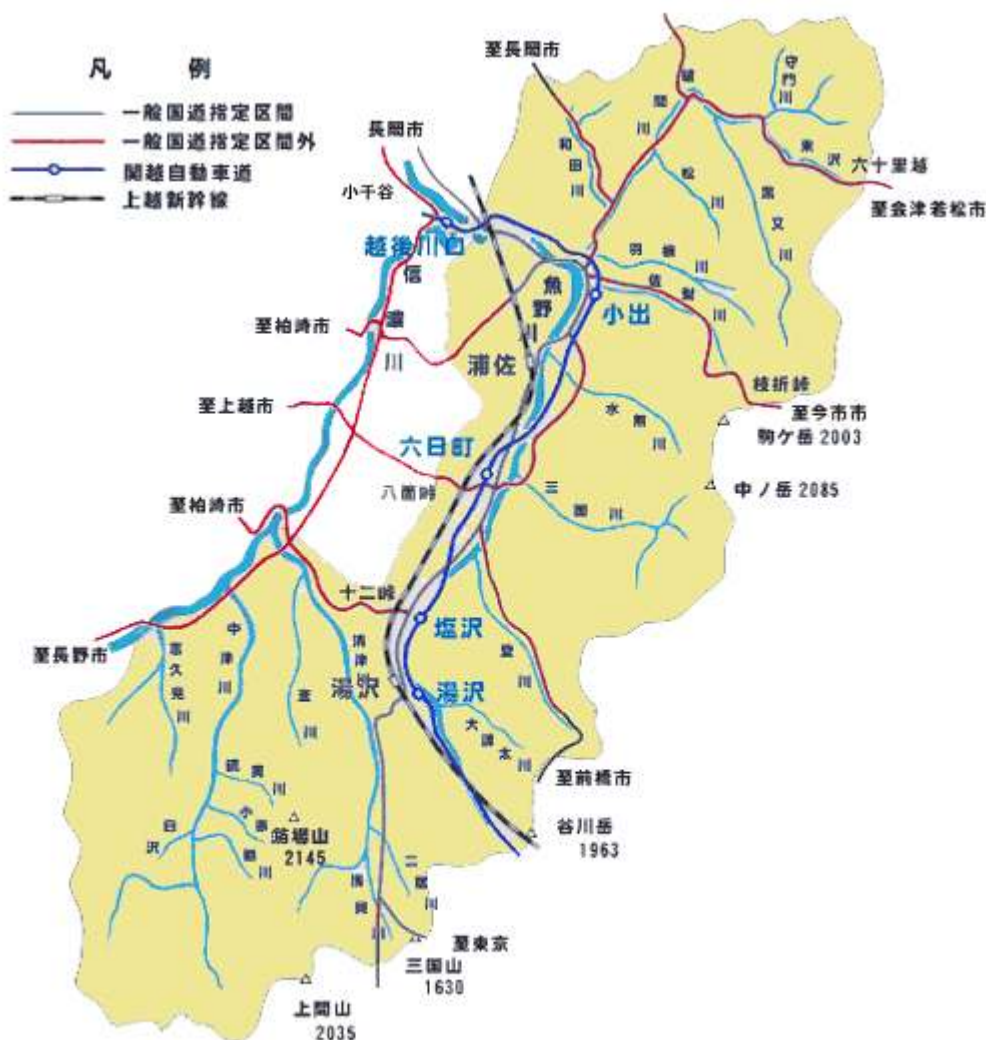 凡 例
一般国道指定区間
一般国道指定区間外
関越自動車道
上越新幹線
至長岡市
長岡市
小千谷
越後川口
信濃川
至柏崎市
至上越市
至柏崎市
至長野市
破間川
守門川
和田川
松川
黒又川
東沢
六十里越
至会津若松市
羽根川
佐梨川
魚野川
小出
浦佐
枝折峠
至今市市
駒ケ岳 2003
水無川
六日町
八箇峠
三国川
中ノ岳 2085
十二峠
塩沢
登川
湯沢
湯沢
大源太川
至前橋市
谷川岳
1963
志久見川
中津川
釜川
清津川
硫黄川
白沢
2145
二居川
至東京
三国山
1630
上間山
2035